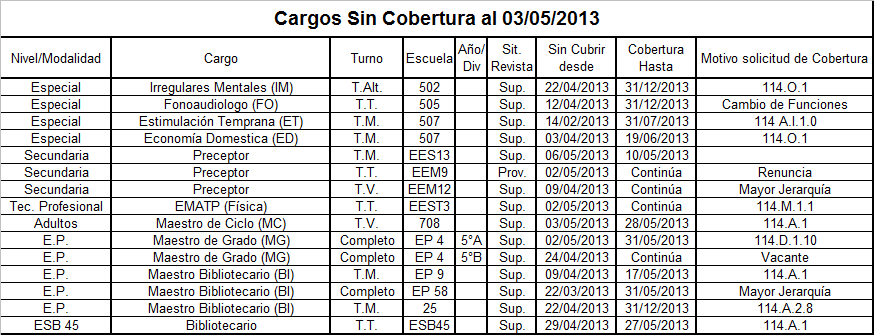 Cargos Sin Cobertura al 03/05/2013
Nivel/Modalidad Cargo Turno Escuela Año/ Div Sit. Revista Sin Cubrir desde Cobertura Hasta Motivo solicitud de Cobertura
Especial Irregulares Mentales (IM) T.Alt. 502 Sup. 22/04/2013 31/12/2013 114.O.1
Especial Fonoaudiologo (FO) T.T. 505 Sup. 12/04/2013 31/12/2013 Cambio de Funciones
Especial Estimulación Temprana (ET) T.M. 507 Sup. 14/02/2013 31/07/2013 114 A.I.1.0
Especial Economía Domestica (ED) T.M. 507 Sup. 03/04/2013 19/06/2013 114.O.1
Secundaria Preceptor T.M. EES13 Sup. 06/05/2013 10/05/2013
Secundaria Preceptor T.T. EEM9 Prov. 02/05/2013 Continúa Renuncia
Secundaria Preceptor T.V. EEM12 Sup. 09/04/2013 Continúa Mayor Jerarquía
Tec. Profesional EMATP (Física) T.T. EEST3 Sup. 02/05/2013 Continúa 114.M.1.1
Adultos Maestro de Ciclo (MC) T.V. 708 Sup. 03/05/2013 28/05/2013 114.A.1
E.P. Maestro de Grado (MG) Completo EP 4 5°A Sup. 02/05/2013 31/05/2013 114.D.1.10
E.P. Maestro de Grado (MG) Completo EP 4 5°B Sup. 24/04/2013 Continúa Vacante
E.P. Maestro Bibliotecario (BI) T.M. EP 9 Sup. 09/04/2013 17/05/2013 114.A.1
E.P. Maestro Bibliotecario (BI) Completo EP 58 Sup. 22/03/2013 31/05/2013 Mayor Jerarquía
E.P. Maestro Bibliotecario (BI) T.M. 25 Sup. 22/04/2013 31/12/2013 114.A.2.8
ESB 45 Bibliotecario T.T. ESB45 Sup. 29/04/2013 27/05/2013 114.A.1